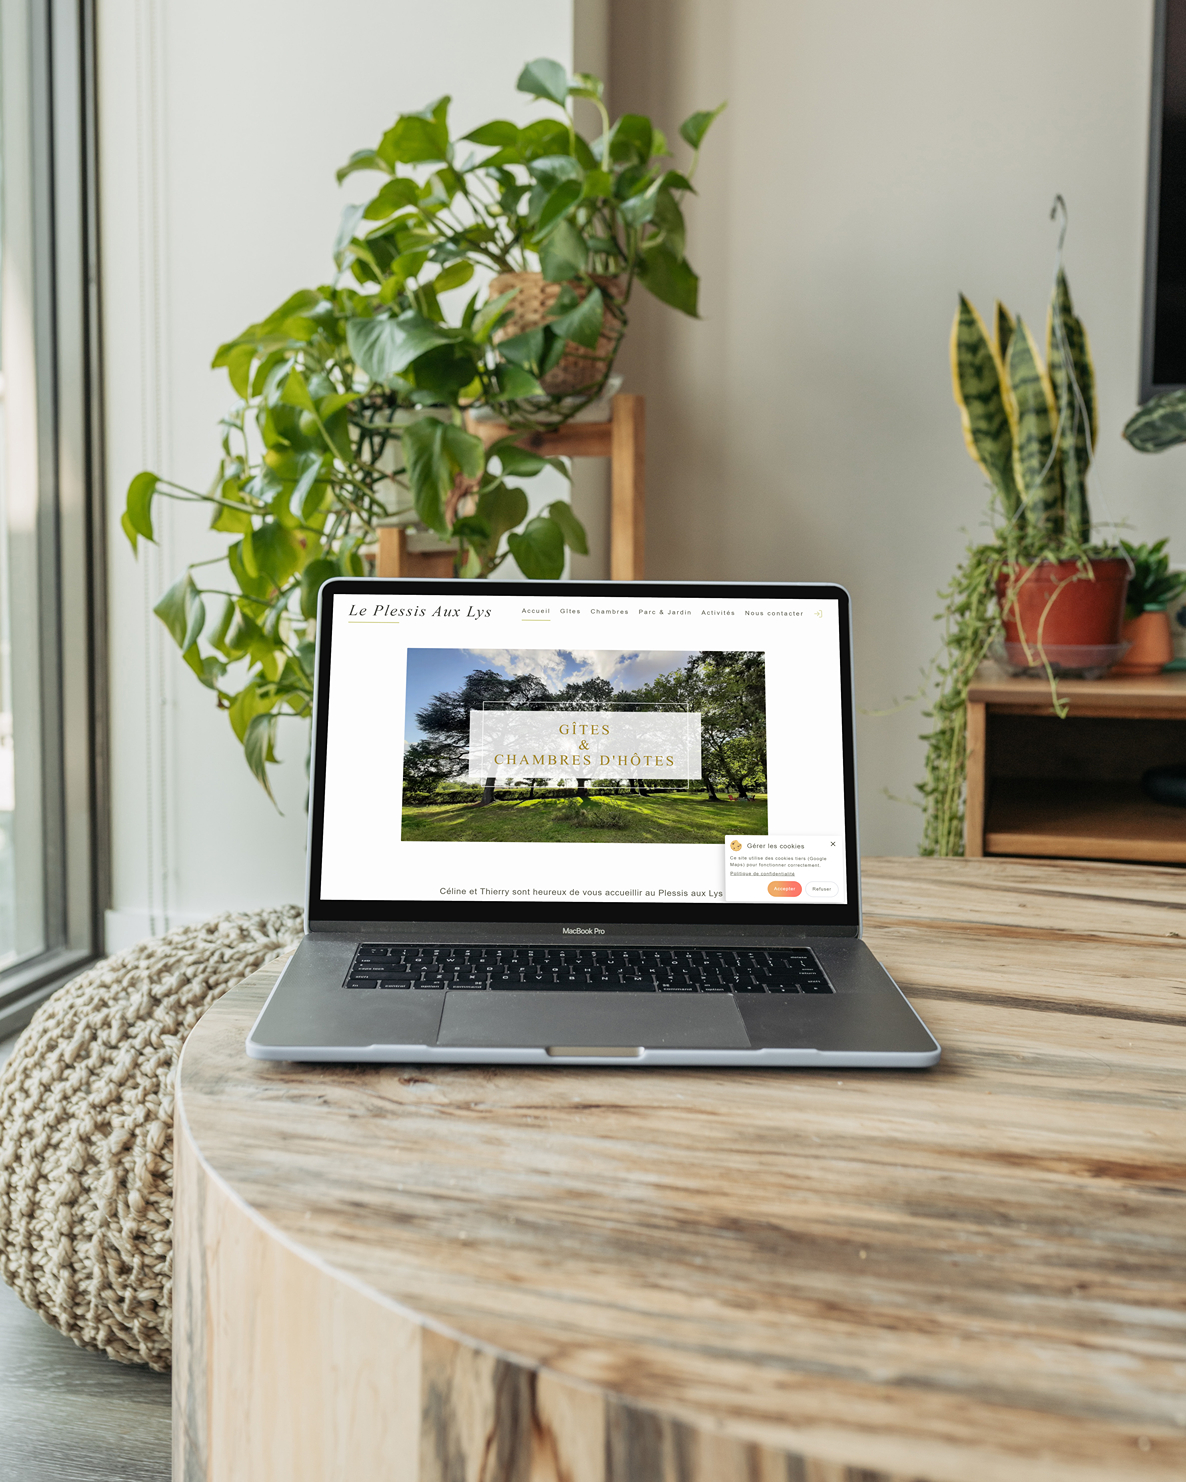 Le Plessis Aux Lys
Accueil Gîtes Chambres Parc & Jardin Activités Nous contacter
GÎTES
&
CHAMBRES D'HÔTES
Céline et Thierry sont heureux de vous accueillir au Plessis aux Lys
Gérer les cookies
Ce site utilise des cookies tiers (Google
Maps) pour fonctionner correctement.
Politique de confidentialité
Accepter Refuser
MacBook Pro